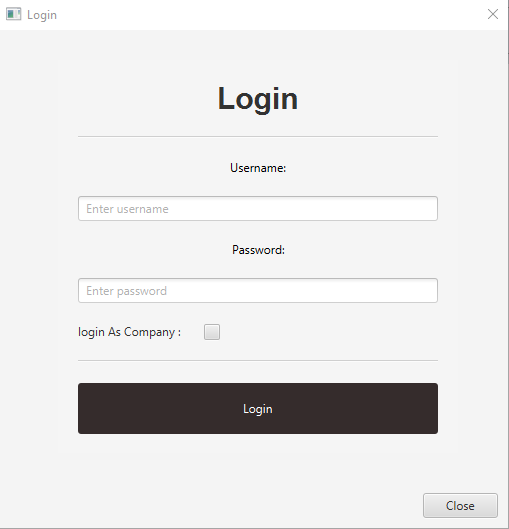 Login
Login
Username:
Enter username
Password:
Enter password
login As Company :
Login
Close